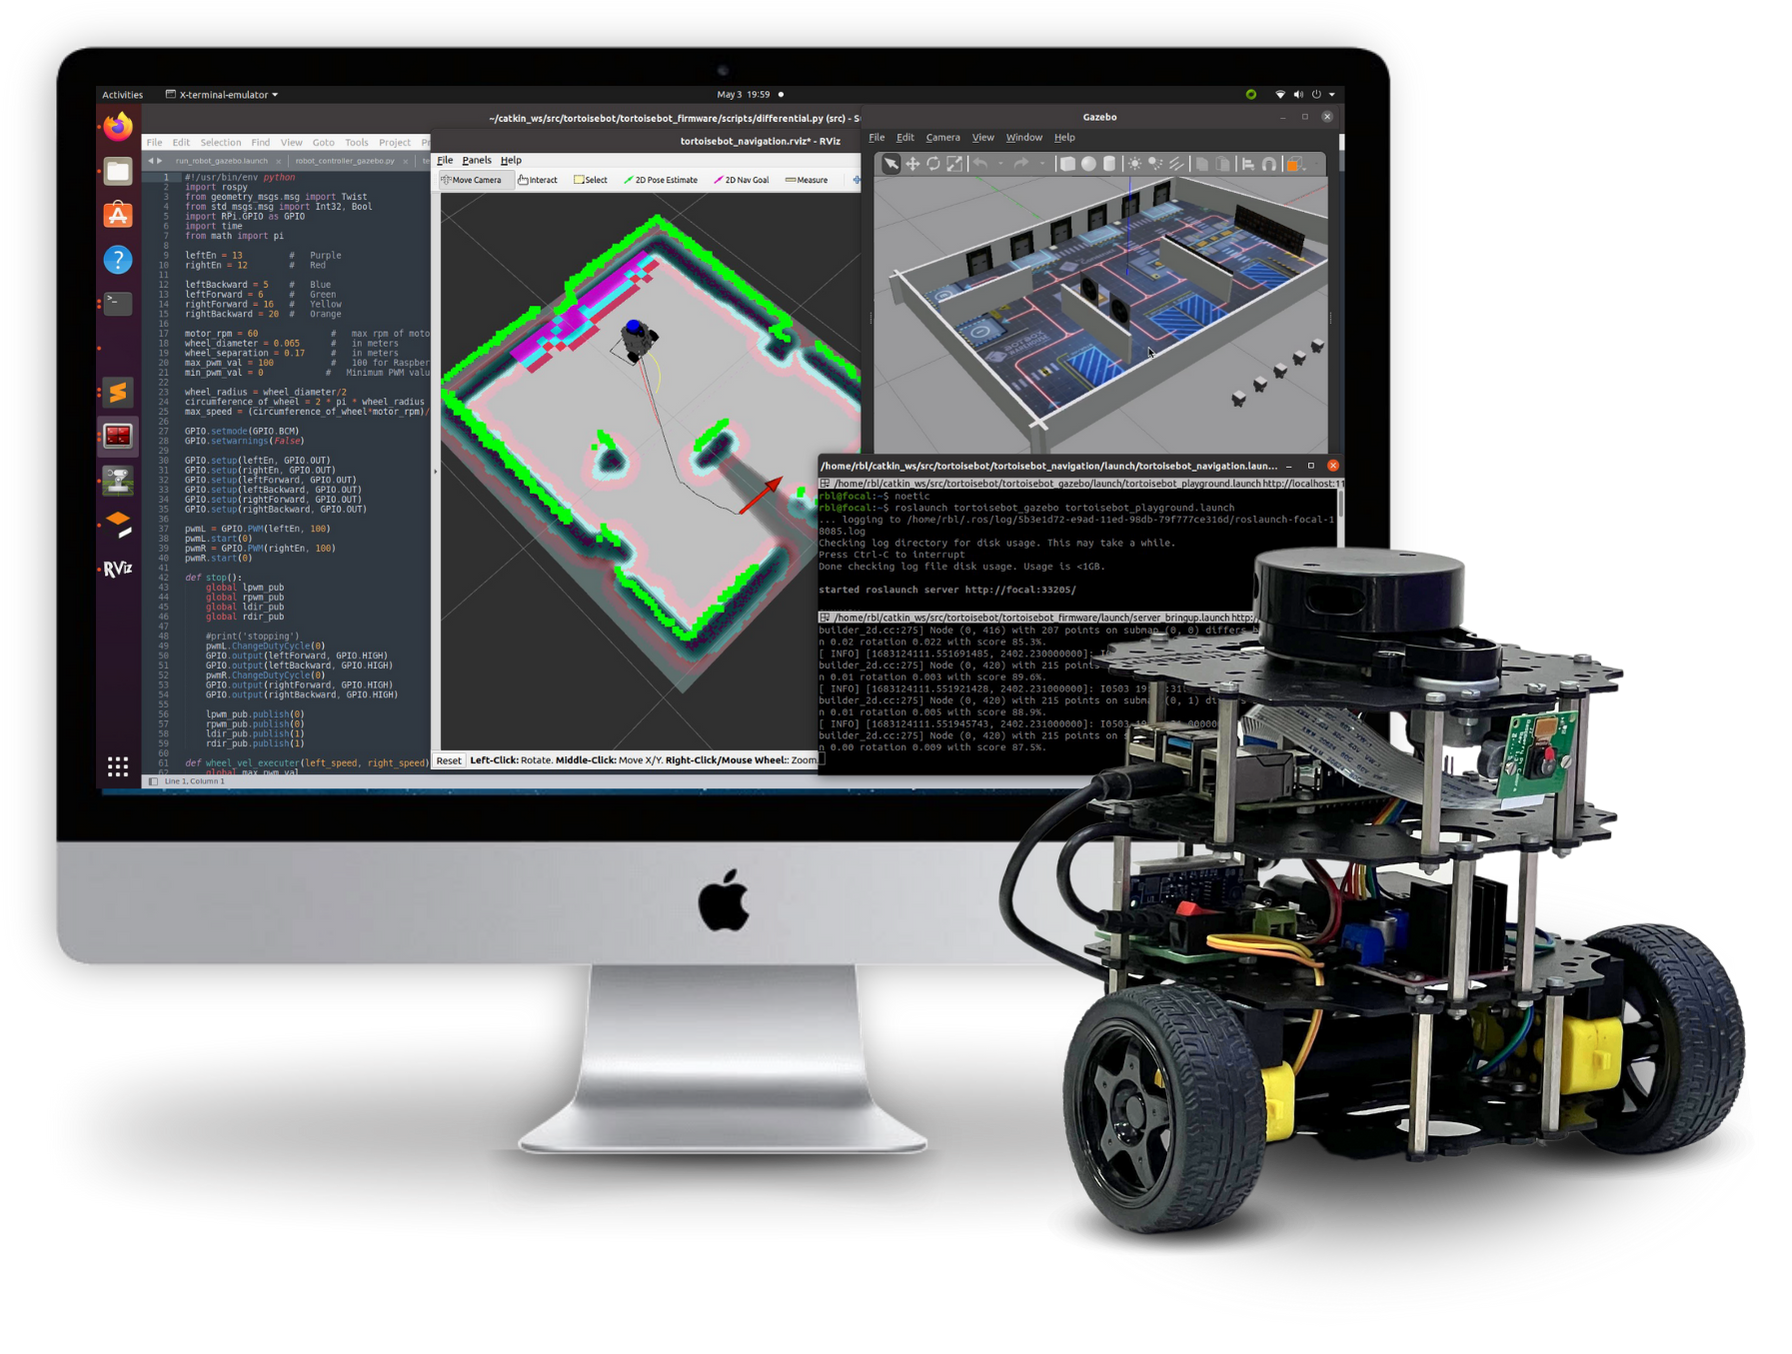 Activities
X-terminal-emulator
May 3 19:59
~/catkin_ws/src/tortoisebot/tortoisebot_firmware/scripts/differential.py (src) - S
File Edit Selection Find View Goto Tools Project
run_robot_gazebo.launch
robot_controller_gazebo.py
1 #!/usr/bin/env python
2 import rospy
3 from geometry_msgs.msg import Twist
4 from std_msgs.msg import Int32, Bool
5 import RPi.GPIO as GPIO
6 import time
7 from math import pi
8
9 leftEn = 13 # Purple
10 rightEn = 12 # Red
11
12 leftBackward = 5 # Blue
13 leftForward = 6 # Green
14 rightForward = 16 # Yellow
15 rightBackward = 20 # Orange
16
17 motor_rpm = 60 # max rpm of moto
18 wheel_diameter = 0.065 # in meters
19 wheel_separation = 0.17 # in meters
20 max_pwm_val = 100 # 100 for Raspber
21 min_pwm_val = 0 # Minimum PWM valu
22
23 wheel_radius = wheel_diameter/2
24 circumference_of_wheel = 2 * pi * wheel_radius
25 max_speed = (circumference_of_wheel*motor_rpm)/
26
27 GPIO.setmode(GPIO.BCM)
28 GPIO.setwarnings(False)
29
30 GPIO.setup(leftEn, GPIO.OUT)
31 GPIO.setup(rightEn, GPIO.OUT)
32 GPIO.setup(leftForward, GPIO.OUT)
33 GPIO.setup(leftBackward, GPIO.OUT)
34 GPIO.setup(rightForward, GPIO.OUT)
35 GPIO.setup(rightBackward, GPIO.OUT)
36
37 pwmL = GPIO.PWM(leftEn, 100)
38 pwmL.start(0)
39 pwmR = GPIO.PWM(rightEn, 100)
40 pwmR.start(0)
41
42 def stop():
43 global lpwm_pub
44 global rpwm_pub
45 global ldir_pub
46 global rdir_pub
47
48 #print('stopping')
49 pwmL.ChangeDutyCycle(0)
50 GPIO.output(leftForward, GPIO.HIGH)
51 GPIO.output(leftBackward, GPIO.HIGH)
52 pwmR.ChangeDutyCycle(0)
53 GPIO.output(rightForward, GPIO.HIGH)
54 GPIO.output(rightBackward, GPIO.HIGH)
55
56 lpwm_pub.publish(0)
57 rpwm_pub.publish(0)
58 ldir_pub.publish(1)
59 rdir_pub.publish(1)
60
61 def wheel_vel_executer(left_speed, right_speed)
62 global max_pwm_val
Line 1, Column 1
RViz
tortoisebot_navigation.rviz* - RViz
File Panels Help
Move Camera Interact Select 2D Pose Estimate 2D Nav Goal Measure
Reset Left-Click: Rotate. Middle-Click: Move X/Y. Right-Click/Mouse Wheel:: Zoom.
Gazebo
File Edit Camera View Window Help
/home/rbl/catkin_ws/src/tortoisebot/tortoisebot_navigation/launch/tortoisebot_navigation.laun...
/home/rbl/catkin_ws/src/tortoisebot/tortoisebot_gazebo/launch/tortoisebot_playground.launch http://localhost:11
rbl@focal:~$ noetic
rbl@focal:~$ roslaunch tortoisebot_gazebo tortoisebot_playground.launch
... logging to /home/rbl/.ros/log/5b3e1d72-e9ad-11ed-98db-79f777ce316d/roslaunch-focal-1
8085.log
Checking log directory for disk usage. This may take a while.
Press Ctrl-C to interrupt
Done checking log file disk usage. Usage is <1GB.
started roslaunch server http://focal:33205/
/home/rbl/catkin_ws/src/tortoisebot/tortoisebot_firmware/launch/server_bringup.launch http:/
builder_2d.cc:275] Node (0, 416) with 207 points on submap (0, 0) differs b
n 0.02 rotation 0.022 with score 85.3%.
[ INFO] [1683124111.551691485, 2402.231000000]: I
builder_2d.cc:275] Node (0, 420) with 215 points
n 0.01 rotation 0.003 with score 89.6%.
[ INFO] [1683124111.551921428, 2402.231000000]: I0503
builder_2d.cc:275] Node (0, 420) with 215 points on submap (0, 1)
n 0.01 rotation 0.005 with score 88.9%.
[ INFO] [1683124111.551945743, 2402.231000000]: I0503
builder_2d.cc:275] Node (0, 420) with 215 points on
n 0.00 rotation 0.009 with score 87.5%.